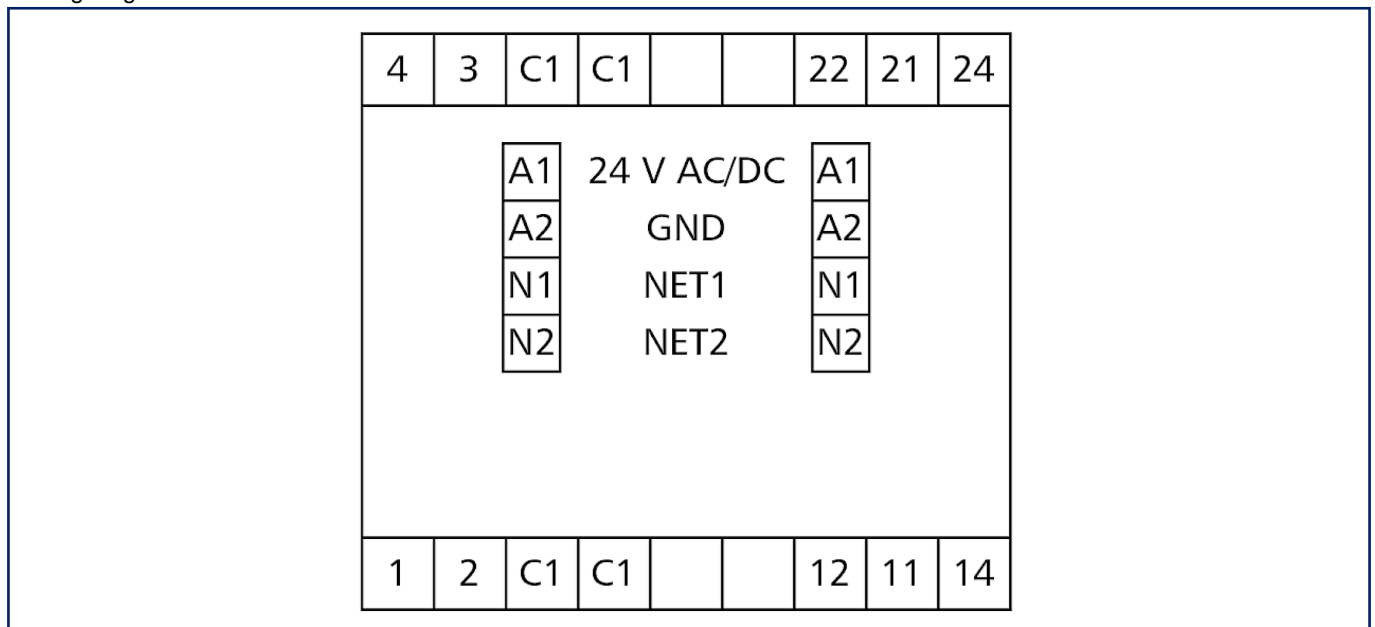 4 3 C1 C1 22 21 24
A1 24 V AC/DC A1
A2 GND A2
N1 NET1 N1
N2 NET2 N2
1 2 C1 C1 12 11 14